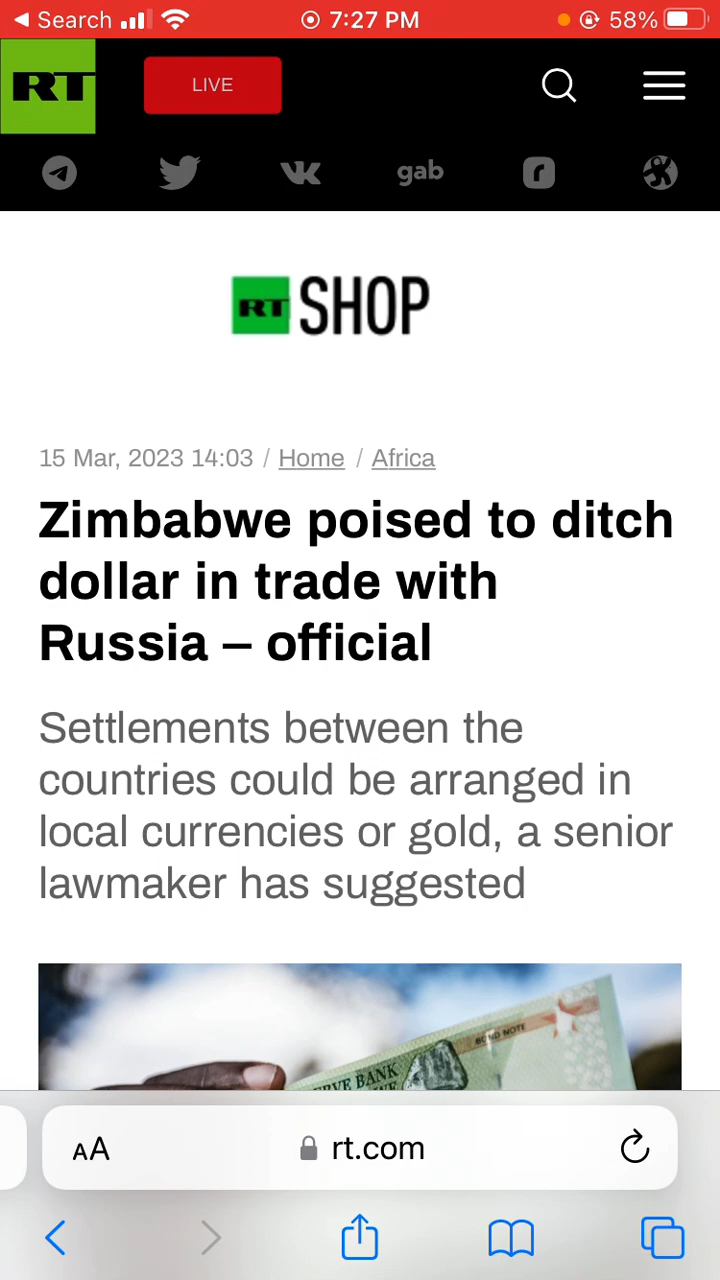 Search 7:27 PM 58%
RT LIVE
gab
RT SHOP
15 Mar, 2023 14:03 / Home / Africa
Zimbabwe poised to ditch
dollar in trade with
Russia – official
Settlements between the
countries could be arranged in
local currencies or gold, a senior
lawmaker has suggested
BOND NOTE
RVE BANK
AA rt.com